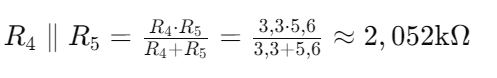 R₄ ∥ R₅ = R₄·R₅ / R₄+R₅ = 3,3·5,6 / 3,3+5,6 ≈ 2,052kΩ